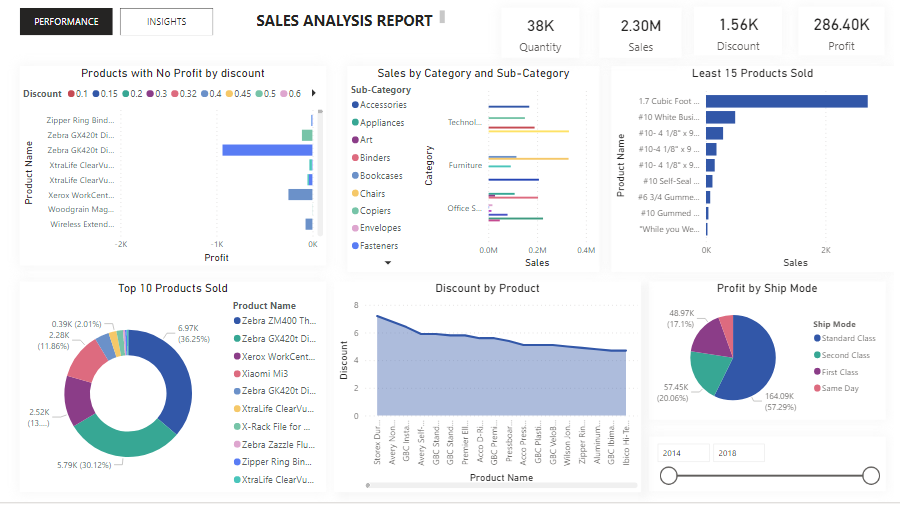 PERFORMANCE
INSIGHTS
SALES ANALYSIS REPORT
38K
Quantity
2.30M
Sales
1.56K
Discount
286.40K
Profit
Products with No Profit by discount
Discount 0.1 0.15 0.2 0.3 0.32 0.4 0.45 0.5 0.6
Product Name
Zipper Ring Bind...
Zebra GX420t Di...
Zebra GK420t Di...
XtraLife ClearVu...
XtraLife ClearVu...
Xerox WorkCent...
Woodgrain Mag...
Wireless Extend...
-2K -1K 0K
Profit
Sales by Category and Sub-Category
Sub-Category
Accessories
Appliances
Art
Binders
Bookcases
Chairs
Copiers
Envelopes
Fasteners
Category
Technol...
Furniture
Office S...
0.0M 0.2M 0.4M
Sales
Least 15 Products Sold
Product Name
1.7 Cubic Foot ...
#10 White Busi...
#10- 4 1/8" x 9 ...
#10- 4 1/8" x 9 ...
#10- 4 1/8" x 9 ...
#10 Self-Seal ...
#6 3/4 Gumme...
#10 Gummed ...
"While you We...
0K 2K
Sales
Top 10 Products Sold
0.39K (2.01%)
2.28K
(11.86%)
2.52K
(13....)
5.79K (30.12%)
6.97K
(36.25%)
Product Name
Zebra ZM400 Th...
Zebra GX420t Di...
Xerox WorkCent...
Xiaomi Mi3
Zebra GK420t Di...
XtraLife ClearVu...
X-Rack File for ...
Zebra Zazzle Flu...
Zipper Ring Bin...
XtraLife ClearVu...
Discount by Product
Discount
8
6
4
2
0
Storex Dur...
Avery Non...
GBC Insta...
Avery Self-...
GBC Stand...
GBC Stand...
Premier Ell...
Acco D-Ri...
GBC Premi...
Pressboar...
Acco Press...
GBC Plasti...
GBC VeloB...
Wilson Jon...
Zipper Rin...
Aluminum...
GBC Ibima...
Ibico Hi-Te...
Product Name
Profit by Ship Mode
48.97K
(17.1%)
57.45K
(20.06%)
164.09K
(57.29%)
Ship Mode
Standard Class
Second Class
First Class
Same Day
2014
2018